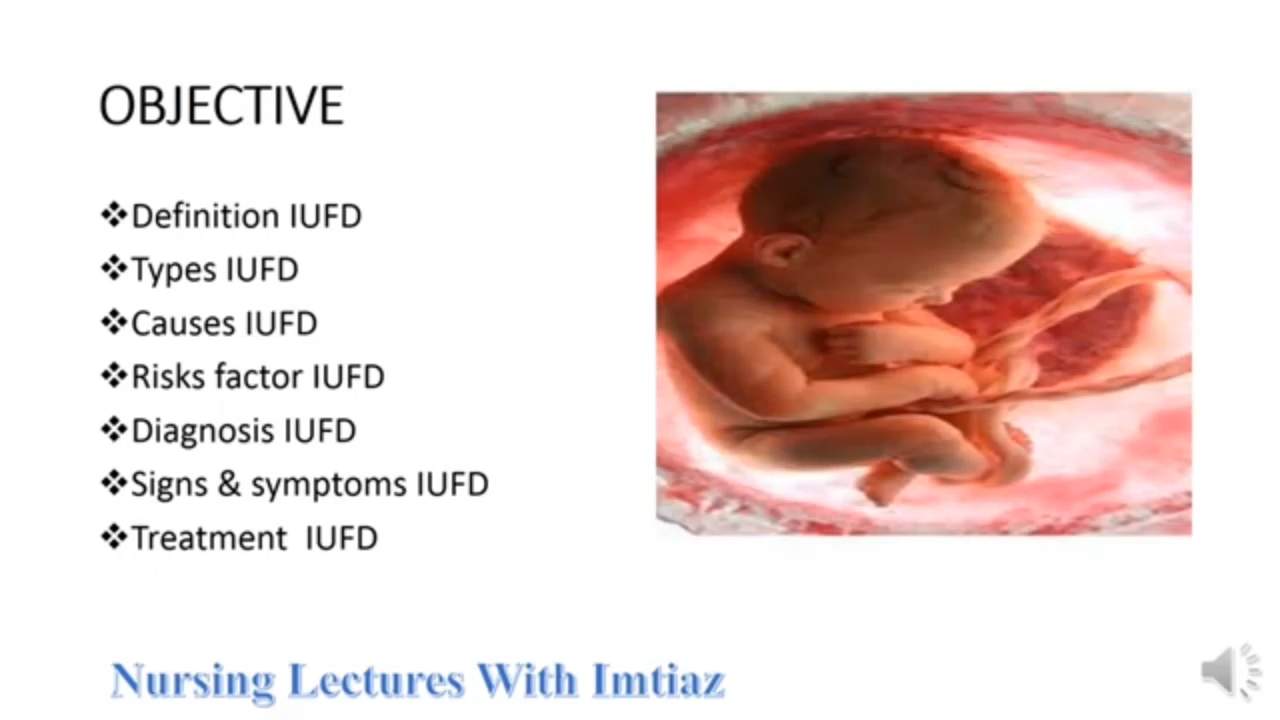 OBJECTIVE
❖Definition IUFD
❖Types IUFD
❖Causes IUFD
❖Risks factor IUFD
❖Diagnosis IUFD
❖Signs & symptoms IUFD
❖Treatment IUFD
Nursing Lectures With Imtiaz